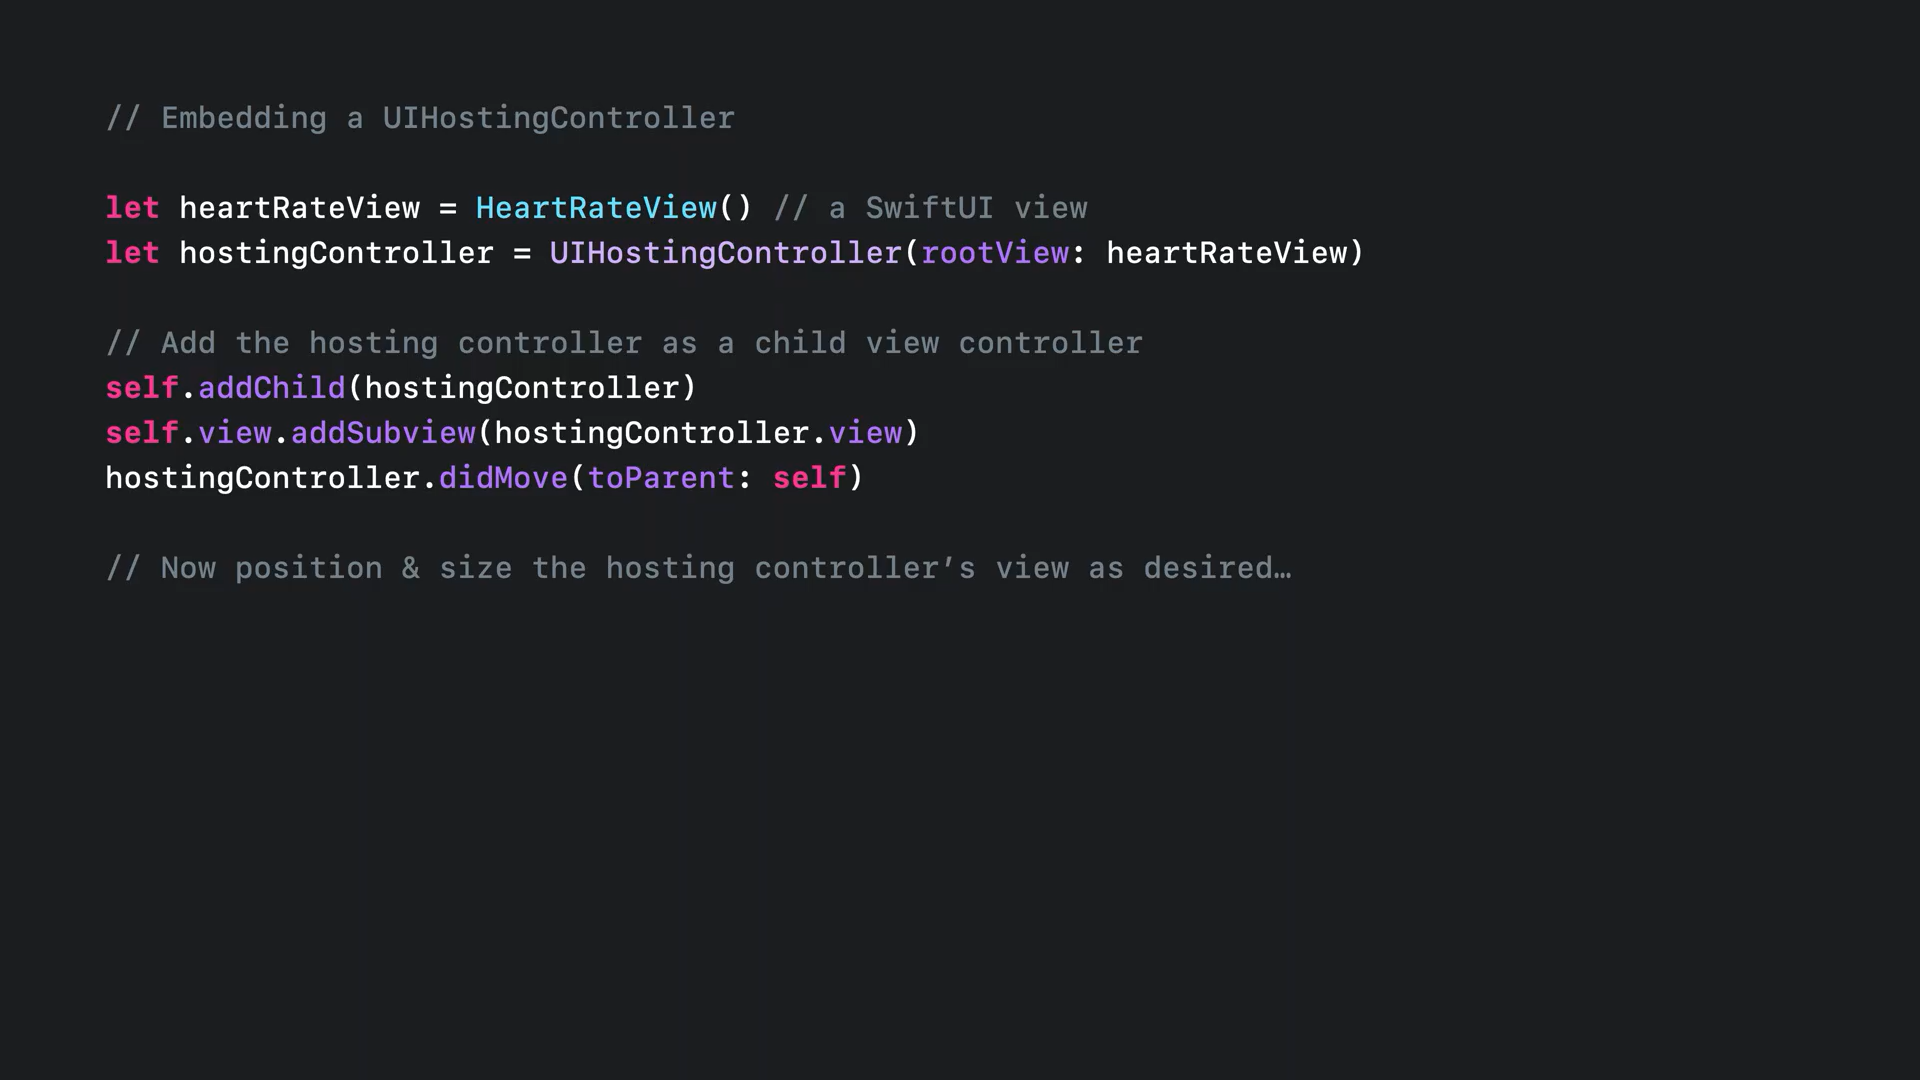 // Embedding a UIHostingController
let heartRateView = HeartRateView() // a SwiftUI view
let hostingController = UIHostingController(rootView: heartRateView)
// Add the hosting controller as a child view controller
self.addChild(hostingController)
self.view.addSubview(hostingController.view)
hostingController.didMove(toParent: self)
// Now position & size the hosting controller’s view as desired…